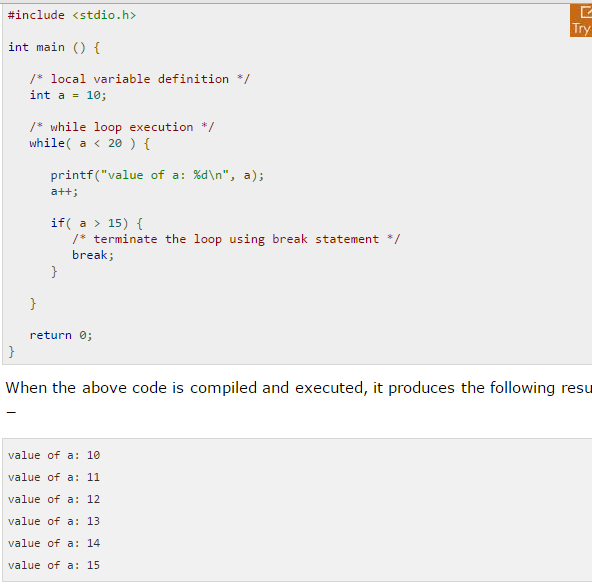 #include <stdio.h>
Try
int main () {
/* local variable definition */
int a = 10;
/* while loop execution */
while( a < 20 ) {
printf("value of a: %d\n", a);
a++;
if( a > 15) {
/* terminate the loop using break statement */
break;
}
}
return 0;
}
When the above code is compiled and executed, it produces the following resu
–
value of a: 10
value of a: 11
value of a: 12
value of a: 13
value of a: 14
value of a: 15